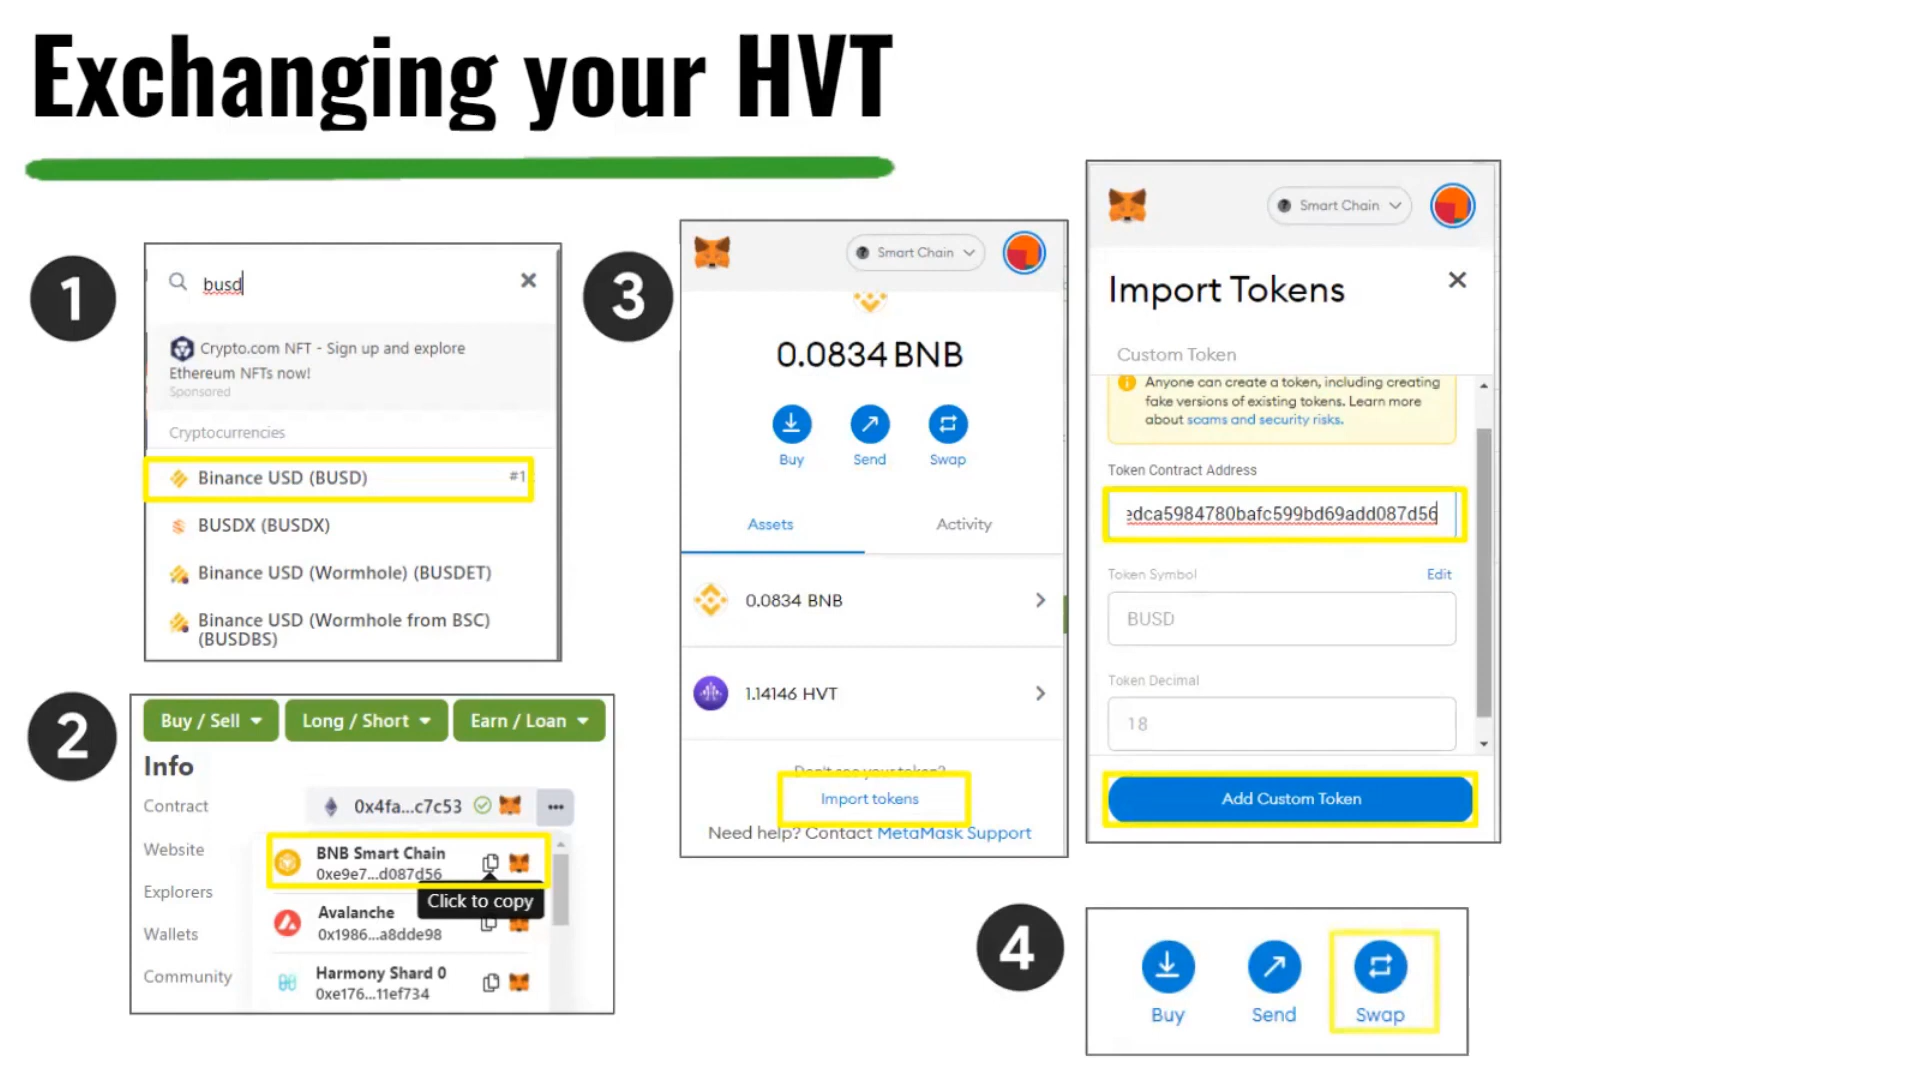 Exchanging your HVT
1
busd
Crypto.com NFT - Sign up and explore
Ethereum NFTs now!
Sponsored
Cryptocurrencies
Binance USD (BUSD) #1
BUSDX (BUSDX)
Binance USD (Wormhole) (BUSDET)
Binance USD (Wormhole from BSC)
(BUSDBS)
2
Buy / Sell Long / Short Earn / Loan
Info
Contract 0x4fa...c7c53
Website
Explorers
Wallets
Community
BNB Smart Chain
0xe9e7...d087d56
Click to copy
Avalanche
0x1986...a8dde98
Harmony Shard 0
0xe176...11ef734
3
Smart Chain
0.0834 BNB
Buy Send Swap
Assets Activity
0.0834 BNB
1.14146 HVT
Don't see your token?
Import tokens
Need help? Contact MetaMask Support
Smart Chain
Import Tokens
Custom Token
Anyone can create a token, including creating
fake versions of existing tokens. Learn more
about scams and security risks.
Token Contract Address
edca5984780bafc599bd69add087d56
Token Symbol Edit
BUSD
Token Decimal
18
Add Custom Token
4
Buy Send Swap